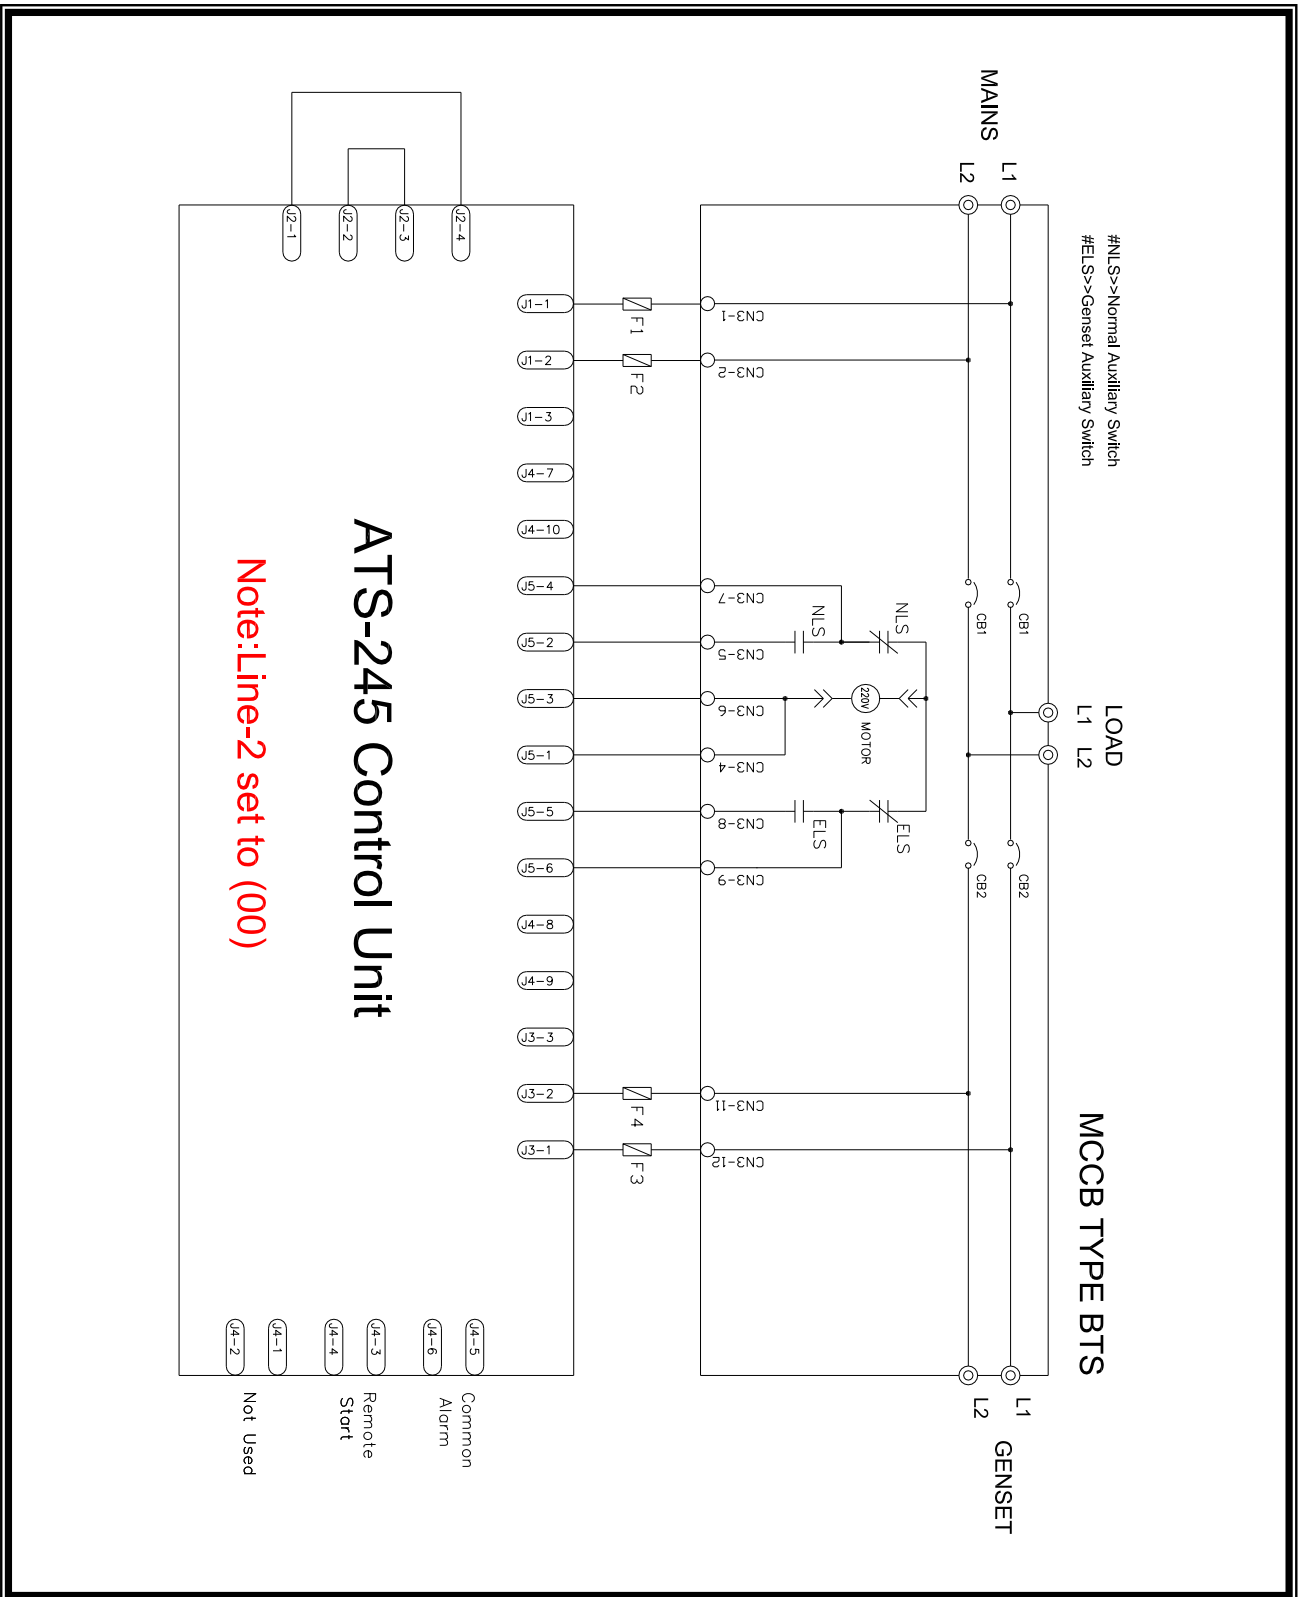 MCCB TYPE BTS
#NLS>>Normal Auxiliary Switch
#ELS>>Genset Auxiliary Switch
LOAD
L1 L2
MAINS
L1
L2
CB1
CB1
CB2
CB2
L1
L2
GENSET
NLS
NLS
220V
MOTOR
ELS
ELS
CN3-1
CN3-2
CN3-7
CN3-5
CN3-6
CN3-4
CN3-8
CN3-9
CN3-11
CN3-12
F1
F2
F4
F3
J1-1
J1-2
J1-3
J4-7
J4-10
J5-4
J5-2
J5-3
J5-1
J5-5
J5-6
J4-8
J4-9
J3-3
J3-2
J3-1
J2-4
J2-3
J2-2
J2-1
ATS-245 Control Unit
Note:Line-2 set to (00)
J4-5
J4-6
J4-3
J4-4
J4-1
J4-2
Common
Alarm
Remote
Start
Not Used